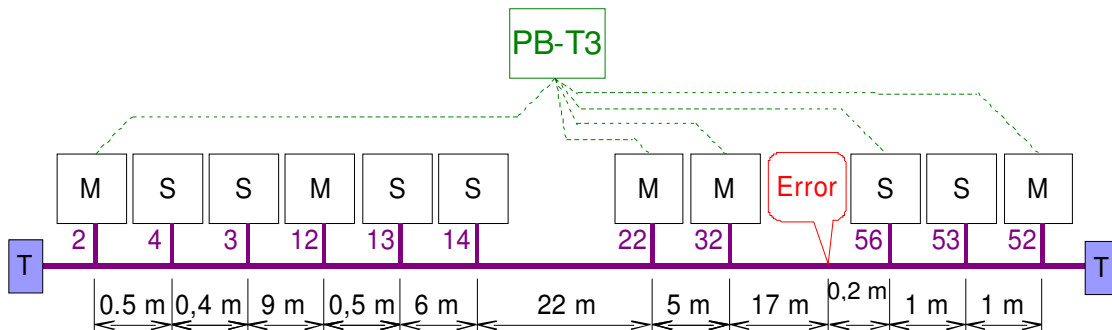 PB-T3
M S S M S S M M Error S S M
2 4 3 12 13 14 22 32 56 53 52
T T
0.5 m 0,4 m 9 m 0,5 m 6 m 22 m 5 m 17 m 0,2 m 1 m 1 m